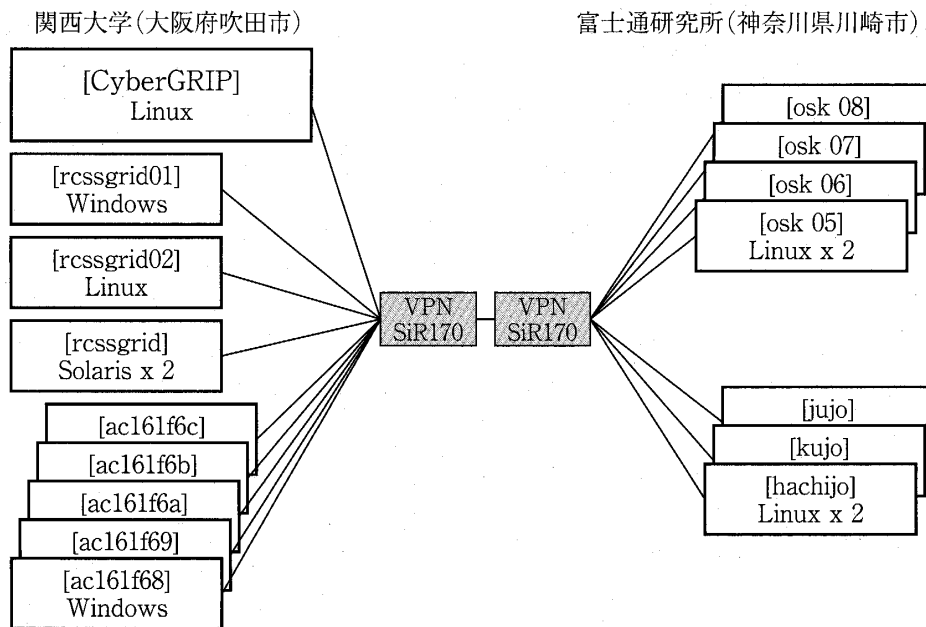 関西大学(大阪府吹田市)
富士通研究所(神奈川県川崎市)
[CyberGRIP]
Linux
[rcssgrid01]
Windows
[rcssgrid02]
Linux
[rcssgrid]
Solaris x 2
[ac161f6c]
[ac161f6b]
[ac161f6a]
[ac161f69]
[ac161f68]
Windows
VPN
SiR170
VPN
SiR170
[osk 08]
[osk 07]
[osk 06]
[osk 05]
Linux x 2
[jujo]
[kujo]
[hachijo]
Linux x 2